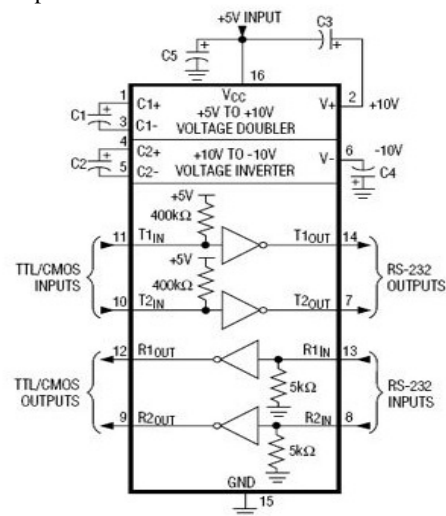 +5V INPUT
C3
C5
16
VCC
1
C1+
C1
3
C1-
+5V TO +10V
VOLTAGE DOUBLER
V+
2
+10V
4
C2+
C2
5
C2-
+10V TO -10V
VOLTAGE INVERTER
V-
6
-10V
C4
+5V
400kΩ
11
T1IN
T1OUT
14
TTL/CMOS
INPUTS
+5V
400kΩ
RS-232
OUTPUTS
10
T2IN
T2OUT
7
12
R1OUT
R1IN
13
TTL/CMOS
OUTPUTS
5kΩ
RS-232
INPUTS
9
R2OUT
R2IN
8
5kΩ
GND
15